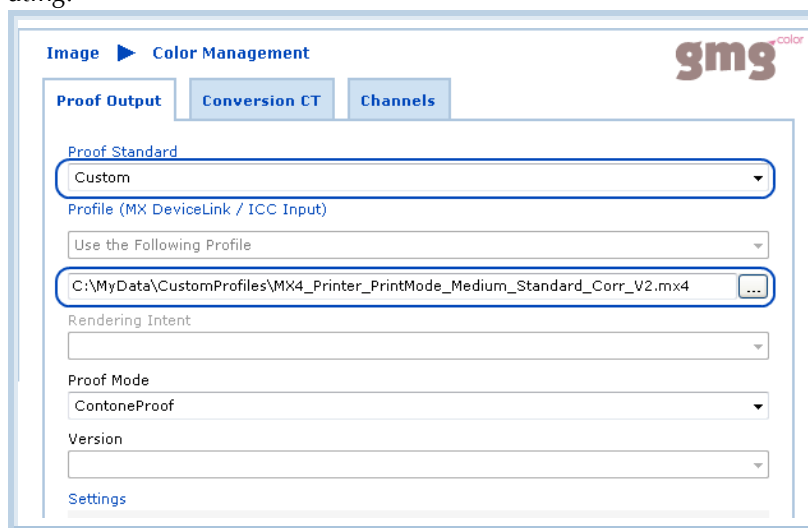 Image ▶ Color Management
gmg color
Proof Output Conversion CT Channels
Proof Standard
Custom
Profile (MX DeviceLink / ICC Input)
Use the Following Profile
C:\MyData\CustomProfiles\MX4_Printer_PrintMode_Medium_Standard_Corr_V2.mx4 ...
Rendering Intent
Proof Mode
ContoneProof
Version
Settings